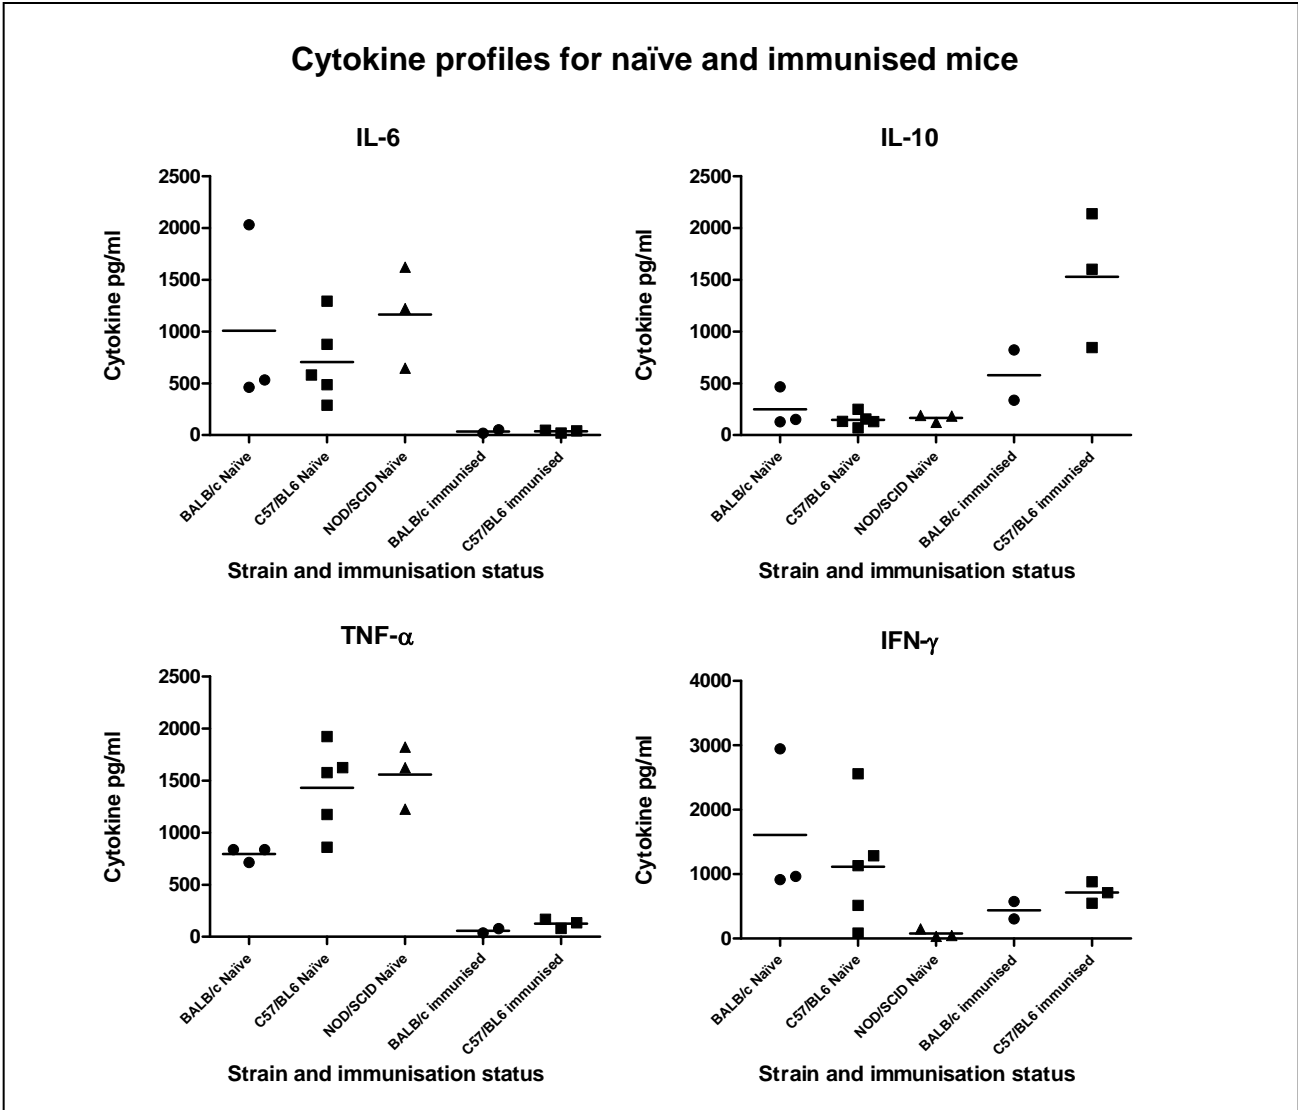 Cytokine profiles for naïve and immunised mice
IL-6
2500
2000
1500
1000
500
0
Cytokine pg/ml
BALB/c Naïve
C57/BL6 Naïve
NOD/SCID Naïve
BALB/c immunised
C57/BL6 immunised
Strain and immunisation status
IL-10
2500
2000
1500
1000
500
0
Cytokine pg/ml
BALB/c Naïve
C57/BL6 Naïve
NOD/SCID Naïve
BALB/c immunised
C57/BL6 immunised
Strain and immunisation status
TNF-α
2500
2000
1500
1000
500
0
Cytokine pg/ml
BALB/c Naïve
C57/BL6 Naïve
NOD/SCID Naïve
BALB/c immunised
C57/BL6 immunised
Strain and immunisation status
IFN-γ
4000
3000
2000
1000
0
Cytokine pg/ml
BALB/c Naïve
C57/BL6 Naïve
NOD/SCID Naïve
BALB/c immunised
C57/BL6 immunised
Strain and immunisation status